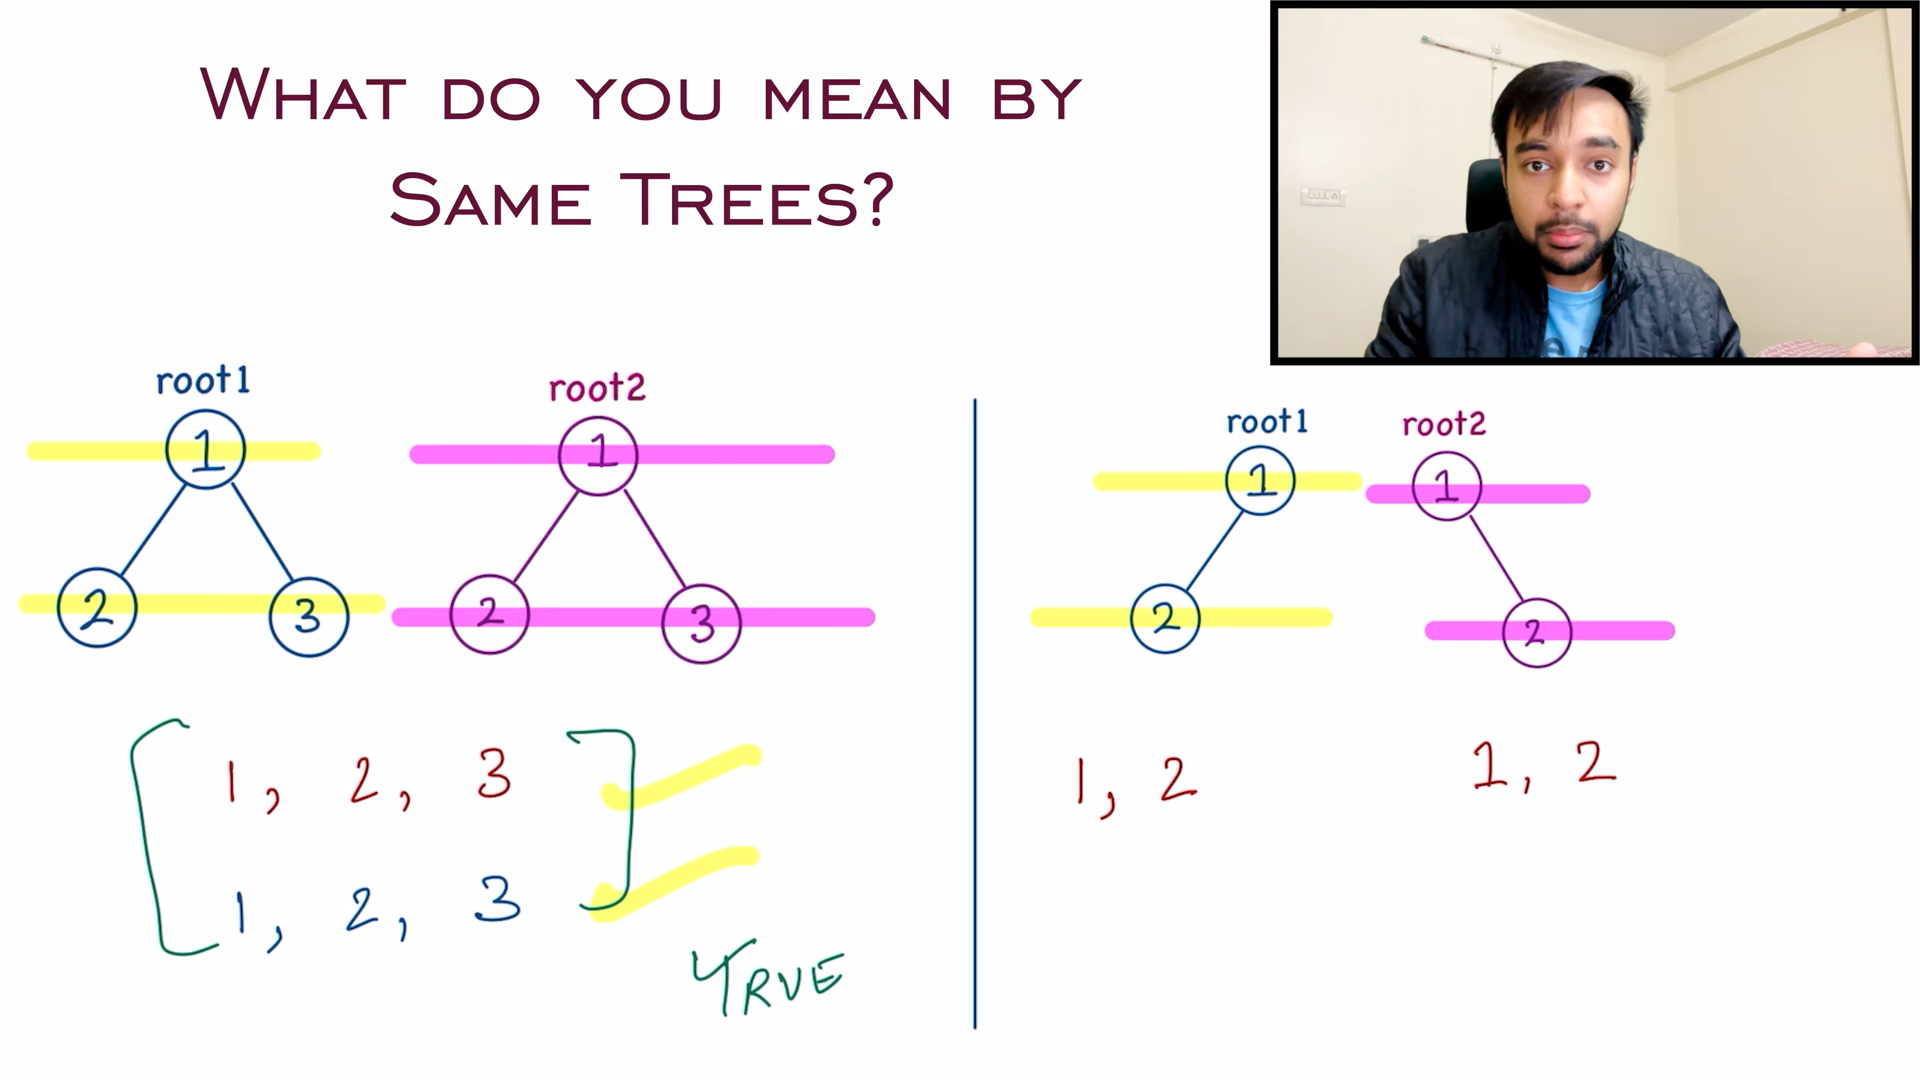 WHAT DO YOU MEAN BY
SAME TREES?
root1
1
2
3
root2
1
2
3
1, 2, 3
1, 2, 3
TRUE
root1
1
2
root2
1
2
1, 2
1, 2